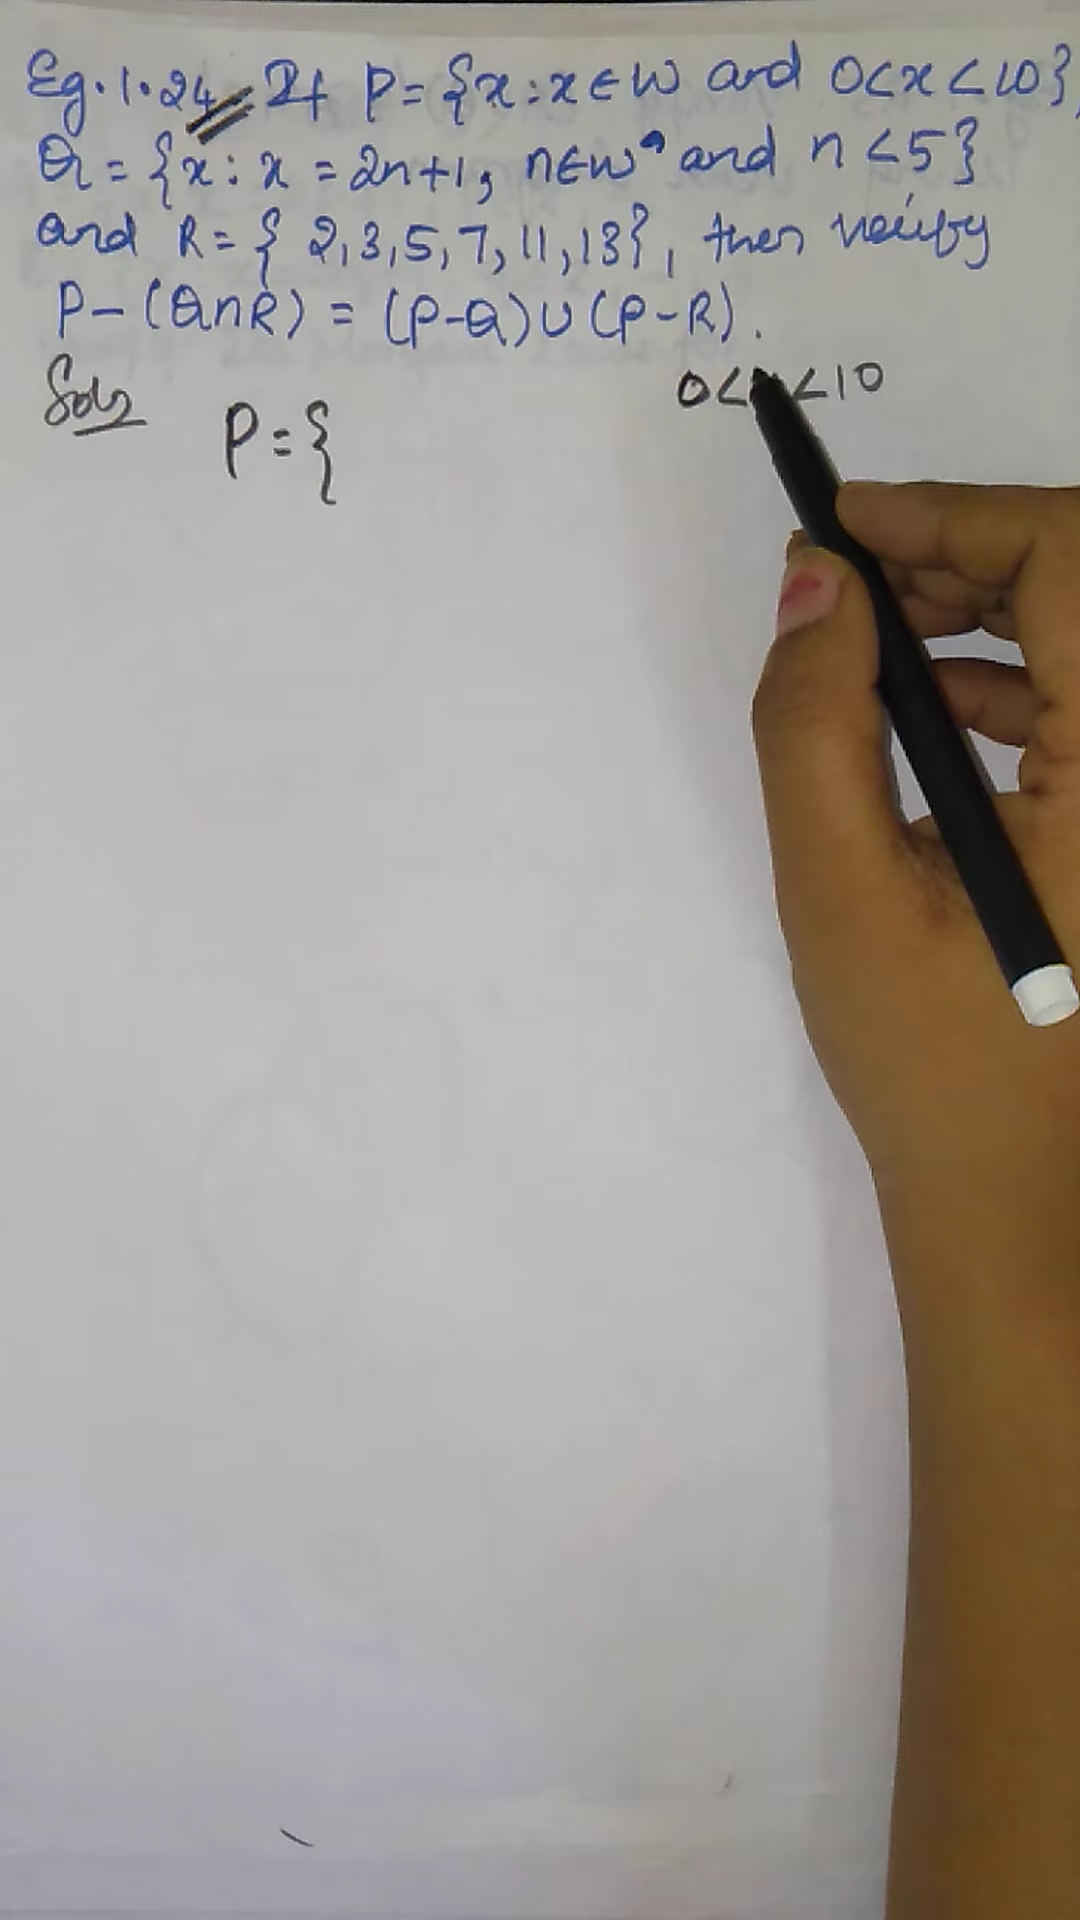 Eg. 1.24 If P = {x : x ∈ W and 0 < x < 10},
Q = {x : x = 2n+1, n ∈ W and n < 5}
and R = { 2, 3, 5, 7, 11, 13}, then verify
P - (Q∩R) = (P-Q) ∪ (P-R).
Soln
0 < < 10
P = {